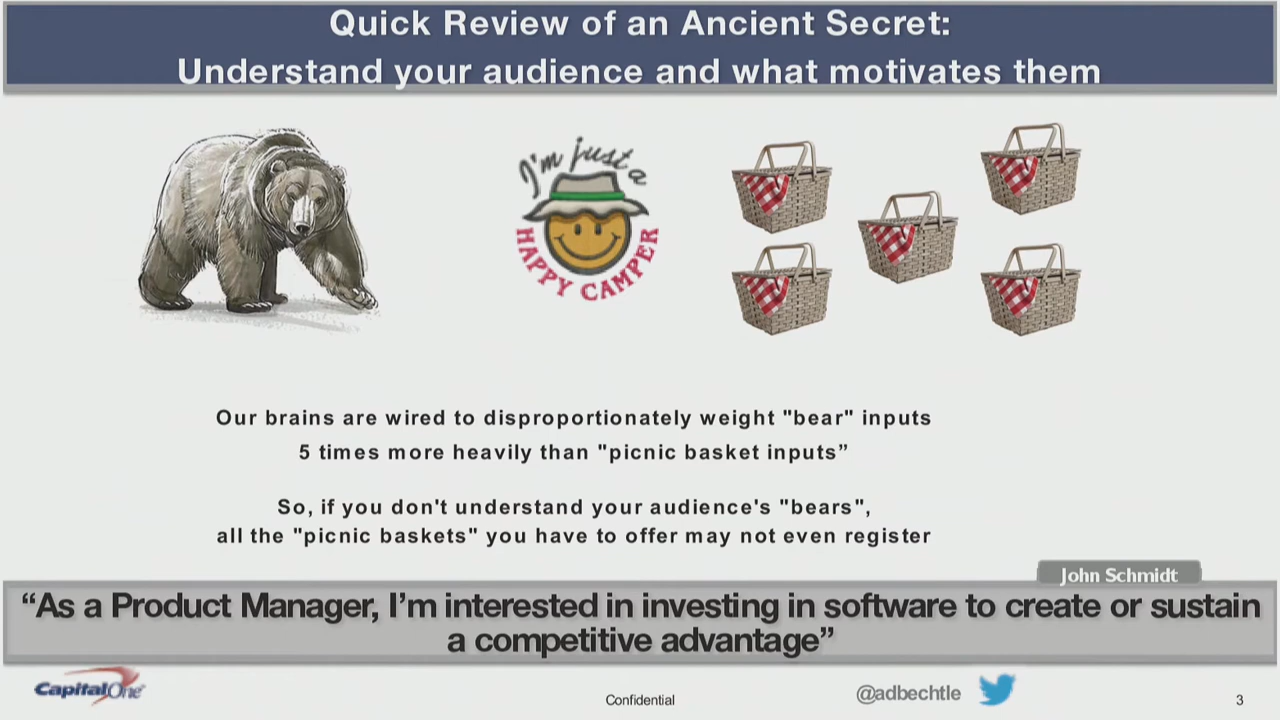 Quick Review of an Ancient Secret:
Understand your audience and what motivates them
I'm just a
HAPPY CAMPER
Our brains are wired to disproportionately weight "bear" inputs
5 times more heavily than "picnic basket inputs”
So, if you don't understand your audience's "bears",
all the "picnic baskets" you have to offer may not even register
John Schmidt
“As a Product Manager, I’m interested in investing in software to create or sustain
a competitive advantage”
CapitalOne
Confidential
@adbechtle
3